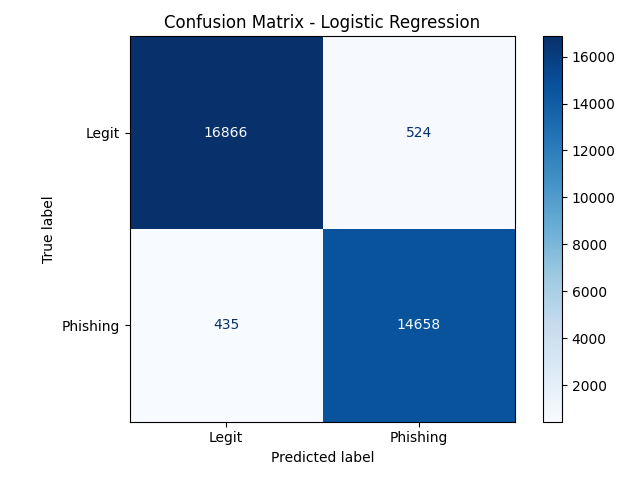 Confusion Matrix - Logistic Regression
True label
Legit
16866
524
Phishing
435
14658
Legit
Phishing
Predicted label
16000
14000
12000
10000
8000
6000
4000
2000